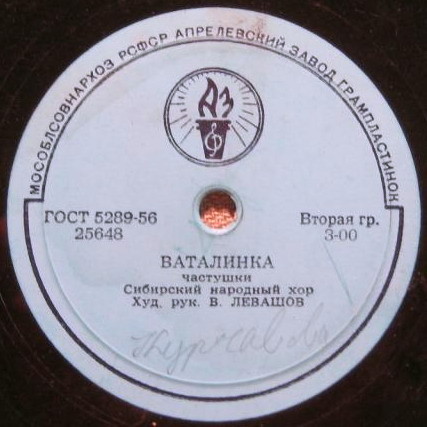 МОСОБЛСОВНАРХОЗ РСФСР АПРЕЛЕВСКИЙ ЗАВОД ГРАМПЛАСТИНОК
АЗ
ГОСТ 5289-56
25648
Вторая гр.
3-00
ВАТАЛИНКА
частушки
Сибирский народный хор
Худ. рук. В. ЛЕВАШОВ